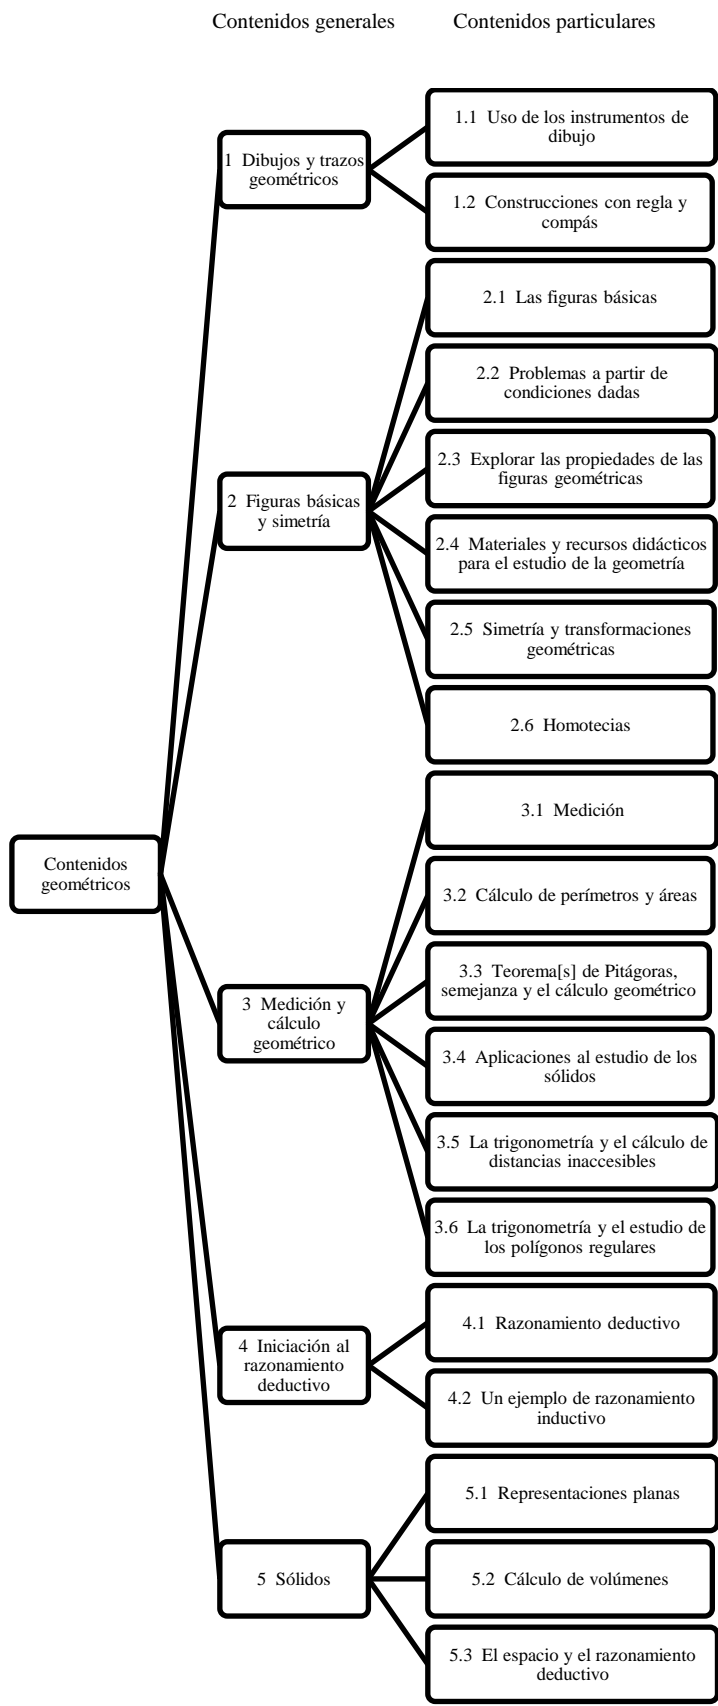 Contenidos generales
Contenidos particulares
Contenidos
geométricos
1 Dibujos y trazos
geométricos
1.1 Uso de los instrumentos de
dibujo
1.2 Construcciones con regla y
compás
2 Figuras básicas
y simetría
2.1 Las figuras básicas
2.2 Problemas a partir de
condiciones dadas
2.3 Explorar las propiedades de las
figuras geométricas
2.4 Materiales y recursos didácticos
para el estudio de la geometría
2.5 Simetría y transformaciones
geométricas
2.6 Homotecias
3 Medición y
cálculo
geométrico
3.1 Medición
3.2 Cálculo de perímetros y áreas
3.3 Teorema[s] de Pitágoras,
semejanza y el cálculo geométrico
3.4 Aplicaciones al estudio de los
sólidos
3.5 La trigonometría y el cálculo de
distancias inaccesibles
3.6 La trigonometría y el estudio de
los polígonos regulares
4 Iniciación al
razonamiento
deductivo
4.1 Razonamiento deductivo
4.2 Un ejemplo de razonamiento
inductivo
5 Sólidos
5.1 Representaciones planas
5.2 Cálculo de volúmenes
5.3 El espacio y el razonamiento
deductivo